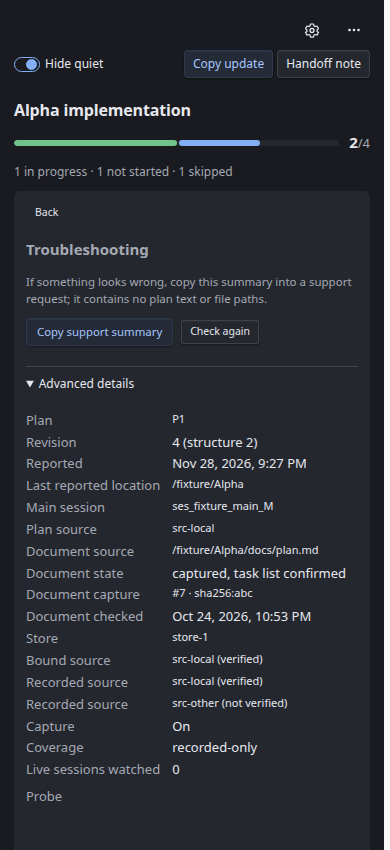 Hide quiet
Copy update
Handoff note
Alpha implementation
2/4
1 in progress · 1 not started · 1 skipped
Back
Troubleshooting
If something looks wrong, copy this summary into a support
request; it contains no plan text or file paths.
Copy support summary
Check again
▼ Advanced details
Plan P1
Revision 4 (structure 2)
Reported Nov 28, 2026, 9:27 PM
Last reported location /fixture/Alpha
Main session ses_fixture_main_M
Plan source src-local
Document source /fixture/Alpha/docs/plan.md
Document state captured, task list confirmed
Document capture #7 · sha256:abc
Document checked Oct 24, 2026, 10:53 PM
Store store-1
Bound source src-local (verified)
Recorded source src-local (verified)
Recorded source src-other (not verified)
Capture On
Coverage recorded-only
Live sessions watched 0
Probe